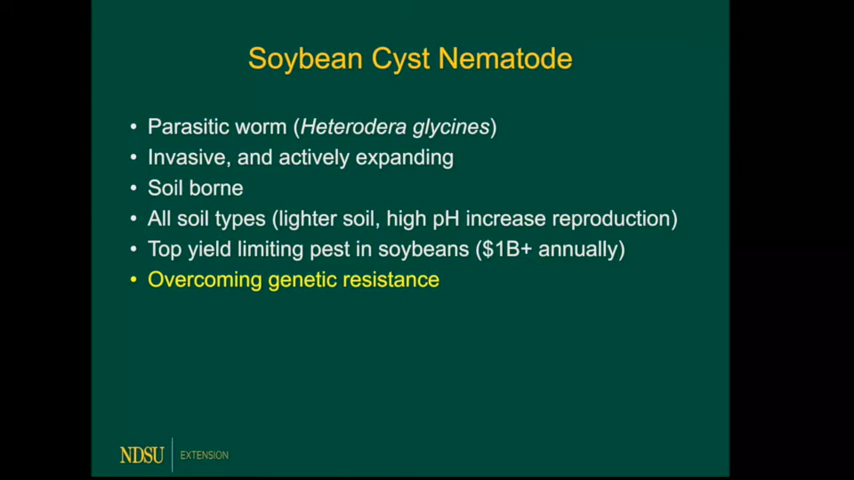 Soybean Cyst Nematode
• Parasitic worm (Heterodera glycines)
• Invasive, and actively expanding
• Soil borne
• All soil types (lighter soil, high pH increase reproduction)
• Top yield limiting pest in soybeans ($1B+ annually)
• Overcoming genetic resistance
NDSU EXTENSION